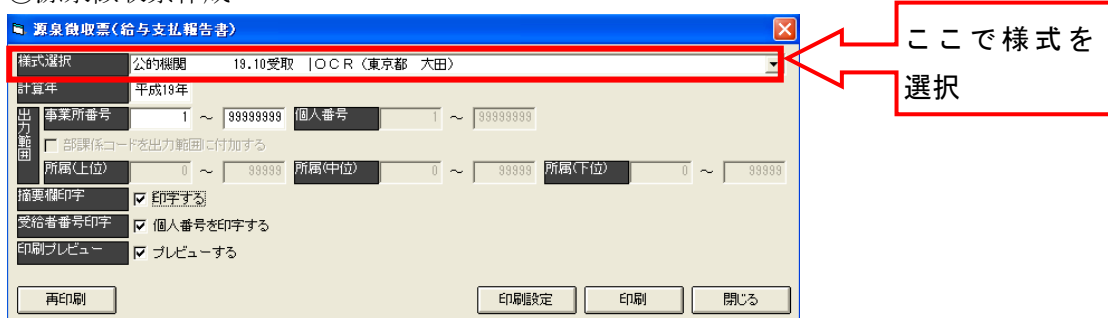 源泉徴収票(給与支払報告書)
様式選択 公的機関 19.10受取 |OCR (東京都 大田)
計算年 平成19年
出力範囲
事業所番号 1 ～ 99999999 個人番号 1 ～ 99999999
部課係コードを出力範囲に付加する
所属(上位) 0 ～ 99999 所属(中位) 0 ～ 99999 所属(下位) 0 ～ 99999
摘要欄印字 印字する
受給者番号印字 個人番号を印字する
印刷プレビュー プレビューする
再印刷 印刷設定 印刷 閉じる
ここで様式を
選択